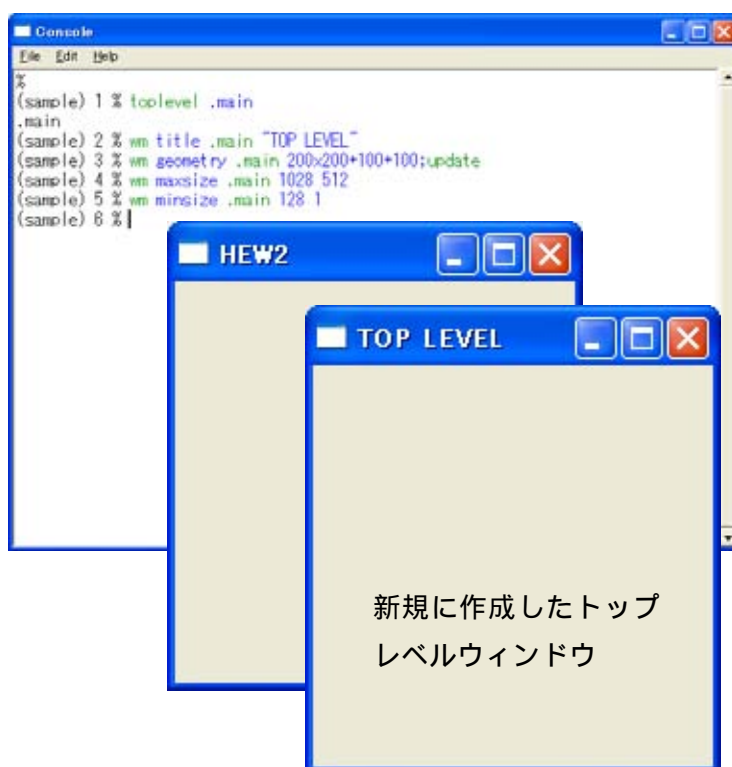 Console
File Edit Help
%
(sample) 1 % toplevel .main
.main
(sample) 2 % wm title .main "TOP LEVEL"
(sample) 3 % wm geometry .main 200x200+100+100;update
(sample) 4 % wm maxsize .main 1028 512
(sample) 5 % wm minsize .main 128 1
(sample) 6 %
HEW2
TOP LEVEL
新規に作成したトップ
レベルウィンドウ